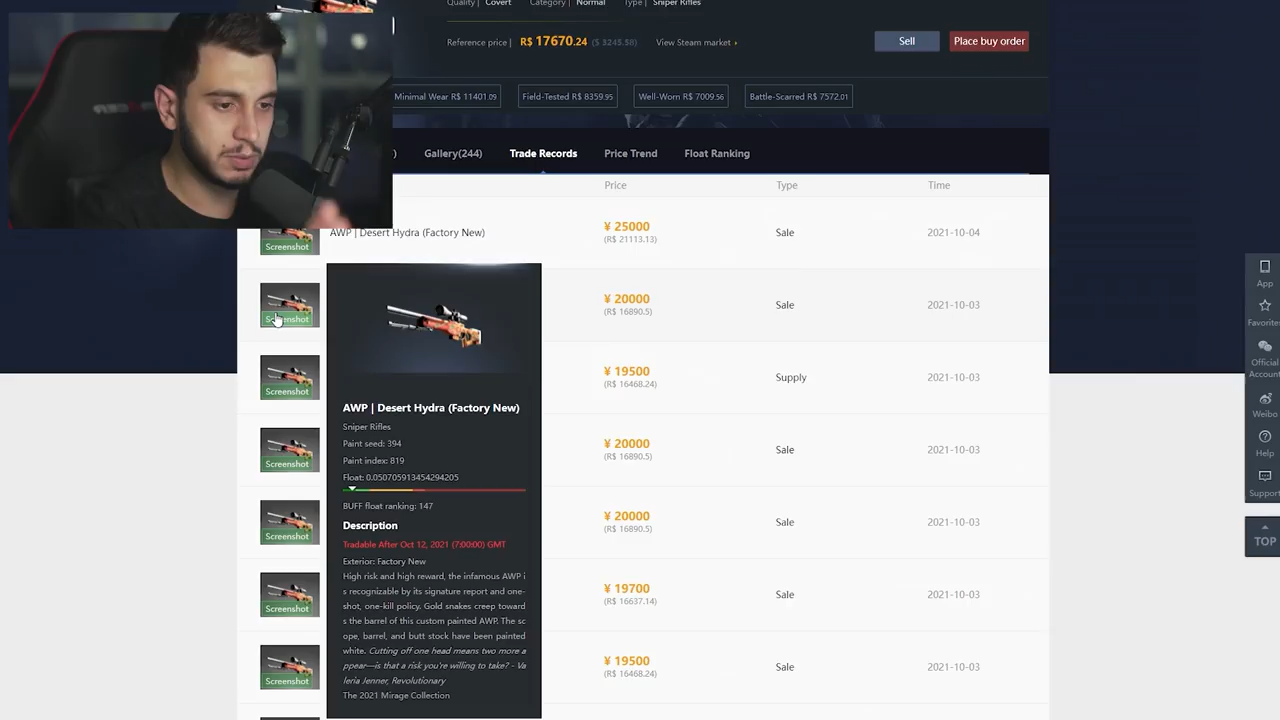 Quality | Covert Category | Normal Type | Sniper Rifles
Reference price | R$ 17670.24 ($ 3245.58) View Steam market
Sell
Place buy order
Minimal Wear R$ 11401.09
Field-Tested R$ 8359.95
Well-Worn R$ 7009.56
Battle-Scarred R$ 7572.01
) Gallery(244) Trade Records Price Trend Float Ranking
Price Type Time
Screenshot
AWP | Desert Hydra (Factory New)
¥ 25000
(R$ 21113.13)
Sale
2021-10-04
¥ 20000
(R$ 16890.5)
Sale
2021-10-03
Screenshot
¥ 19500
(R$ 16468.24)
Supply
2021-10-03
Screenshot
¥ 20000
(R$ 16890.5)
Sale
2021-10-03
Screenshot
¥ 20000
(R$ 16890.5)
Sale
2021-10-03
Screenshot
¥ 19700
(R$ 16637.14)
Sale
2021-10-03
Screenshot
¥ 19500
(R$ 16468.24)
Sale
2021-10-03
AWP | Desert Hydra (Factory New)
Sniper Rifles
Paint seed: 394
Paint index: 819
Float: 0.050705913454294205
BUFF float ranking: 147
Description
Tradable After Oct 12, 2021 (7:00:00) GMT
Exterior: Factory New
High risk and high reward, the infamous AWP i
s recognizable by its signature report and one-
shot, one-kill policy. Gold snakes creep toward
s the barrel of this custom painted AWP. The sc
ope, barrel, and butt stock have been painted
white. Cutting off one head means two more a
ppear—is that a risk you're willing to take? - Va
leria Jenner, Revolutionary
The 2021 Mirage Collection
App
Favorites
Official
Account
Weibo
Help
Support
TOP